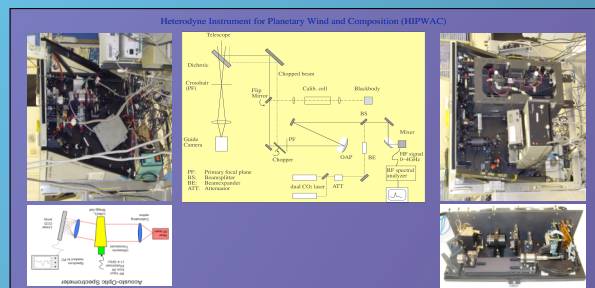 Heterodyne Instrument for Planetary Wind and Composition (HIPWAC)
Telescope
Dichroic
Chopped beam
Crosshair
(PF)
Flip
Mirror
Calib. cell
Blackbody
BS
Mixer
Guide
Camera
PF
Chopper
OAP
BE
HF signal
0-4GHz
RF spectral
analyzer
PF: Primary focal plane
BS: Beamsplitter
BE: Beamexpander
ATT: Attenuator
dual CO₂ laser
ATT
Acousto-Optic Spectrometer